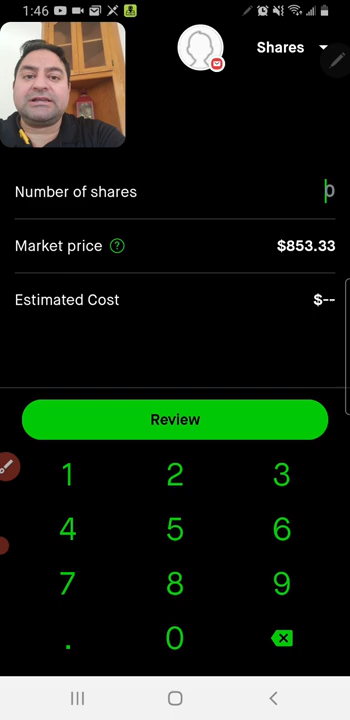 1:46
Shares
Number of shares 0
Market price ? $853.33
Estimated Cost $--
Review
1 2 3
4 5 6
7 8 9
. 0